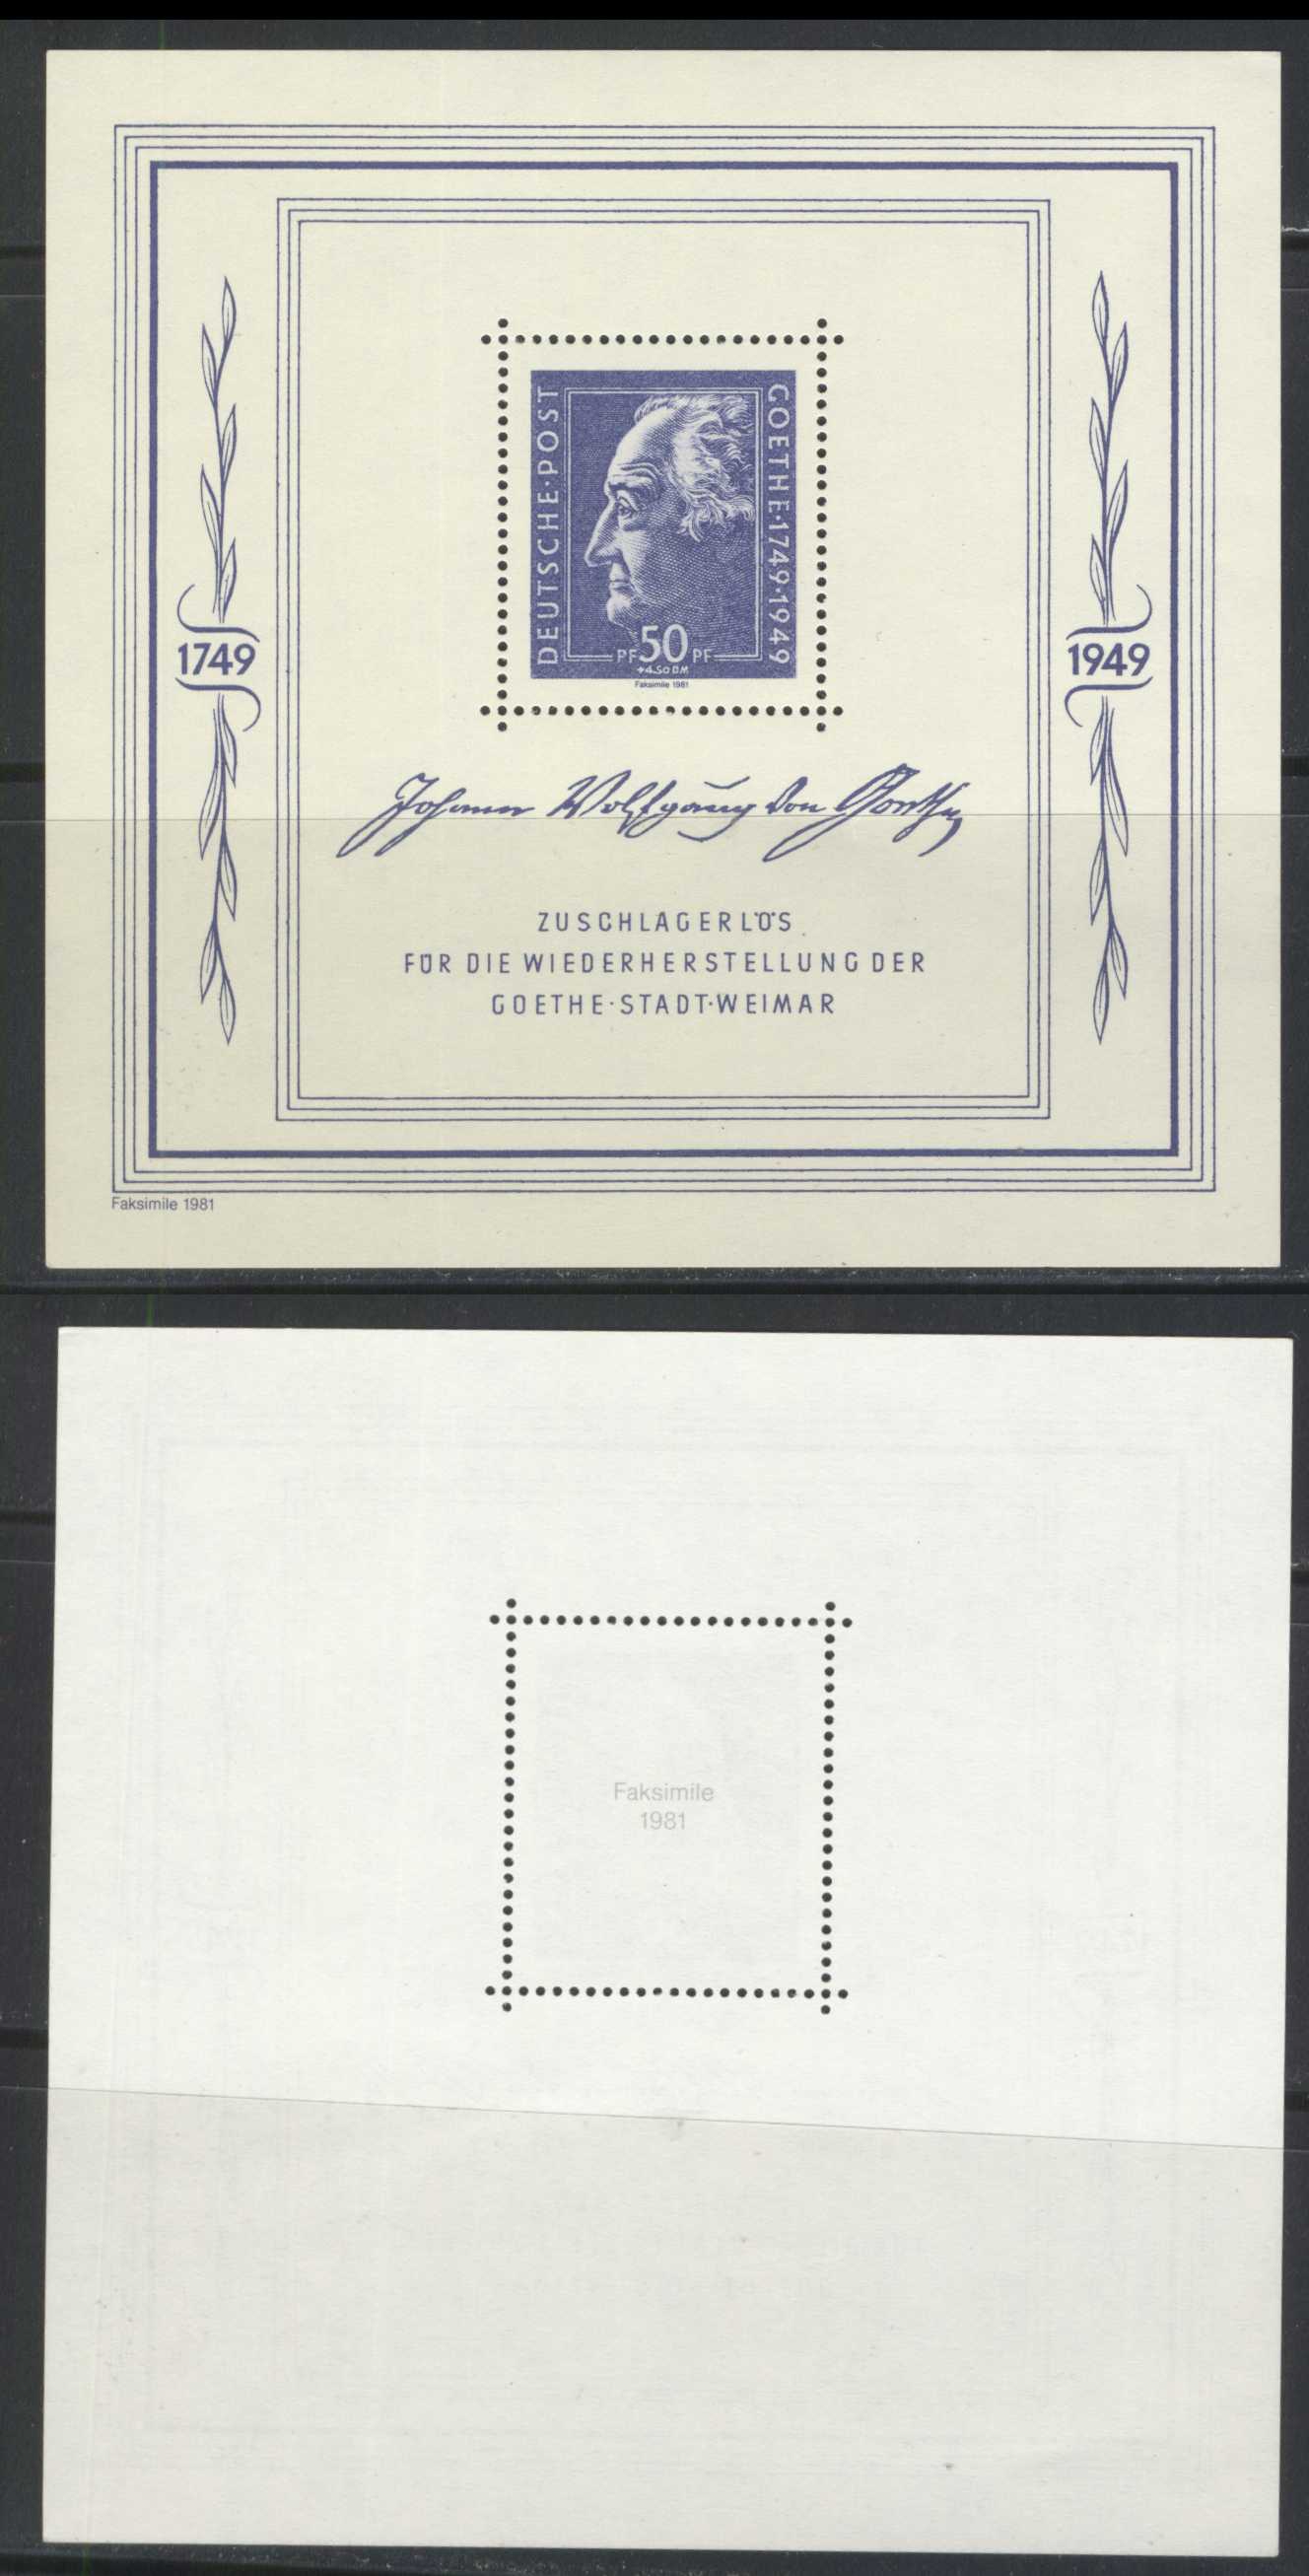 DEUTSCHE·POST
GOETHE·1749·1949
PF 50 PF
+4.50 DM
Faksimile 1981
1749
1949
Johann Wolfgang von Goethe
ZUSCHLAGERLÖS
FÜR DIE WIEDERHERSTELLUNG DER
GOETHE·STADT·WEIMAR
Faksimile 1981
Faksimile
1981